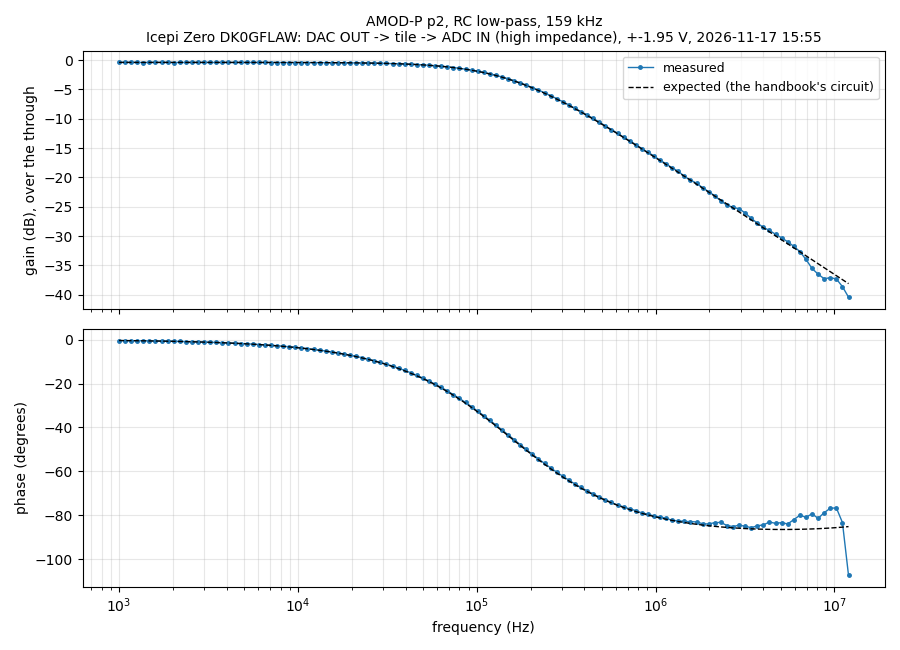 AMOD-P p2, RC low-pass, 159 kHz
Icepi Zero DK0GFLAW: DAC OUT -> tile -> ADC IN (high impedance), +-1.95 V, 2026-11-17 15:55
measured
expected (the handbook's circuit)
gain (dB), over the through
0
−5
−10
−15
−20
−25
−30
−35
−40
phase (degrees)
0
−20
−40
−60
−80
−100
10³
10⁴
10⁵
10⁶
10⁷
frequency (Hz)